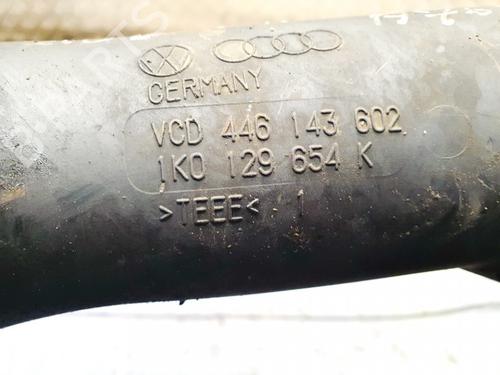 GERMANY
VCD 446 143 602
1K0 129 654 K
>TEEE< 1